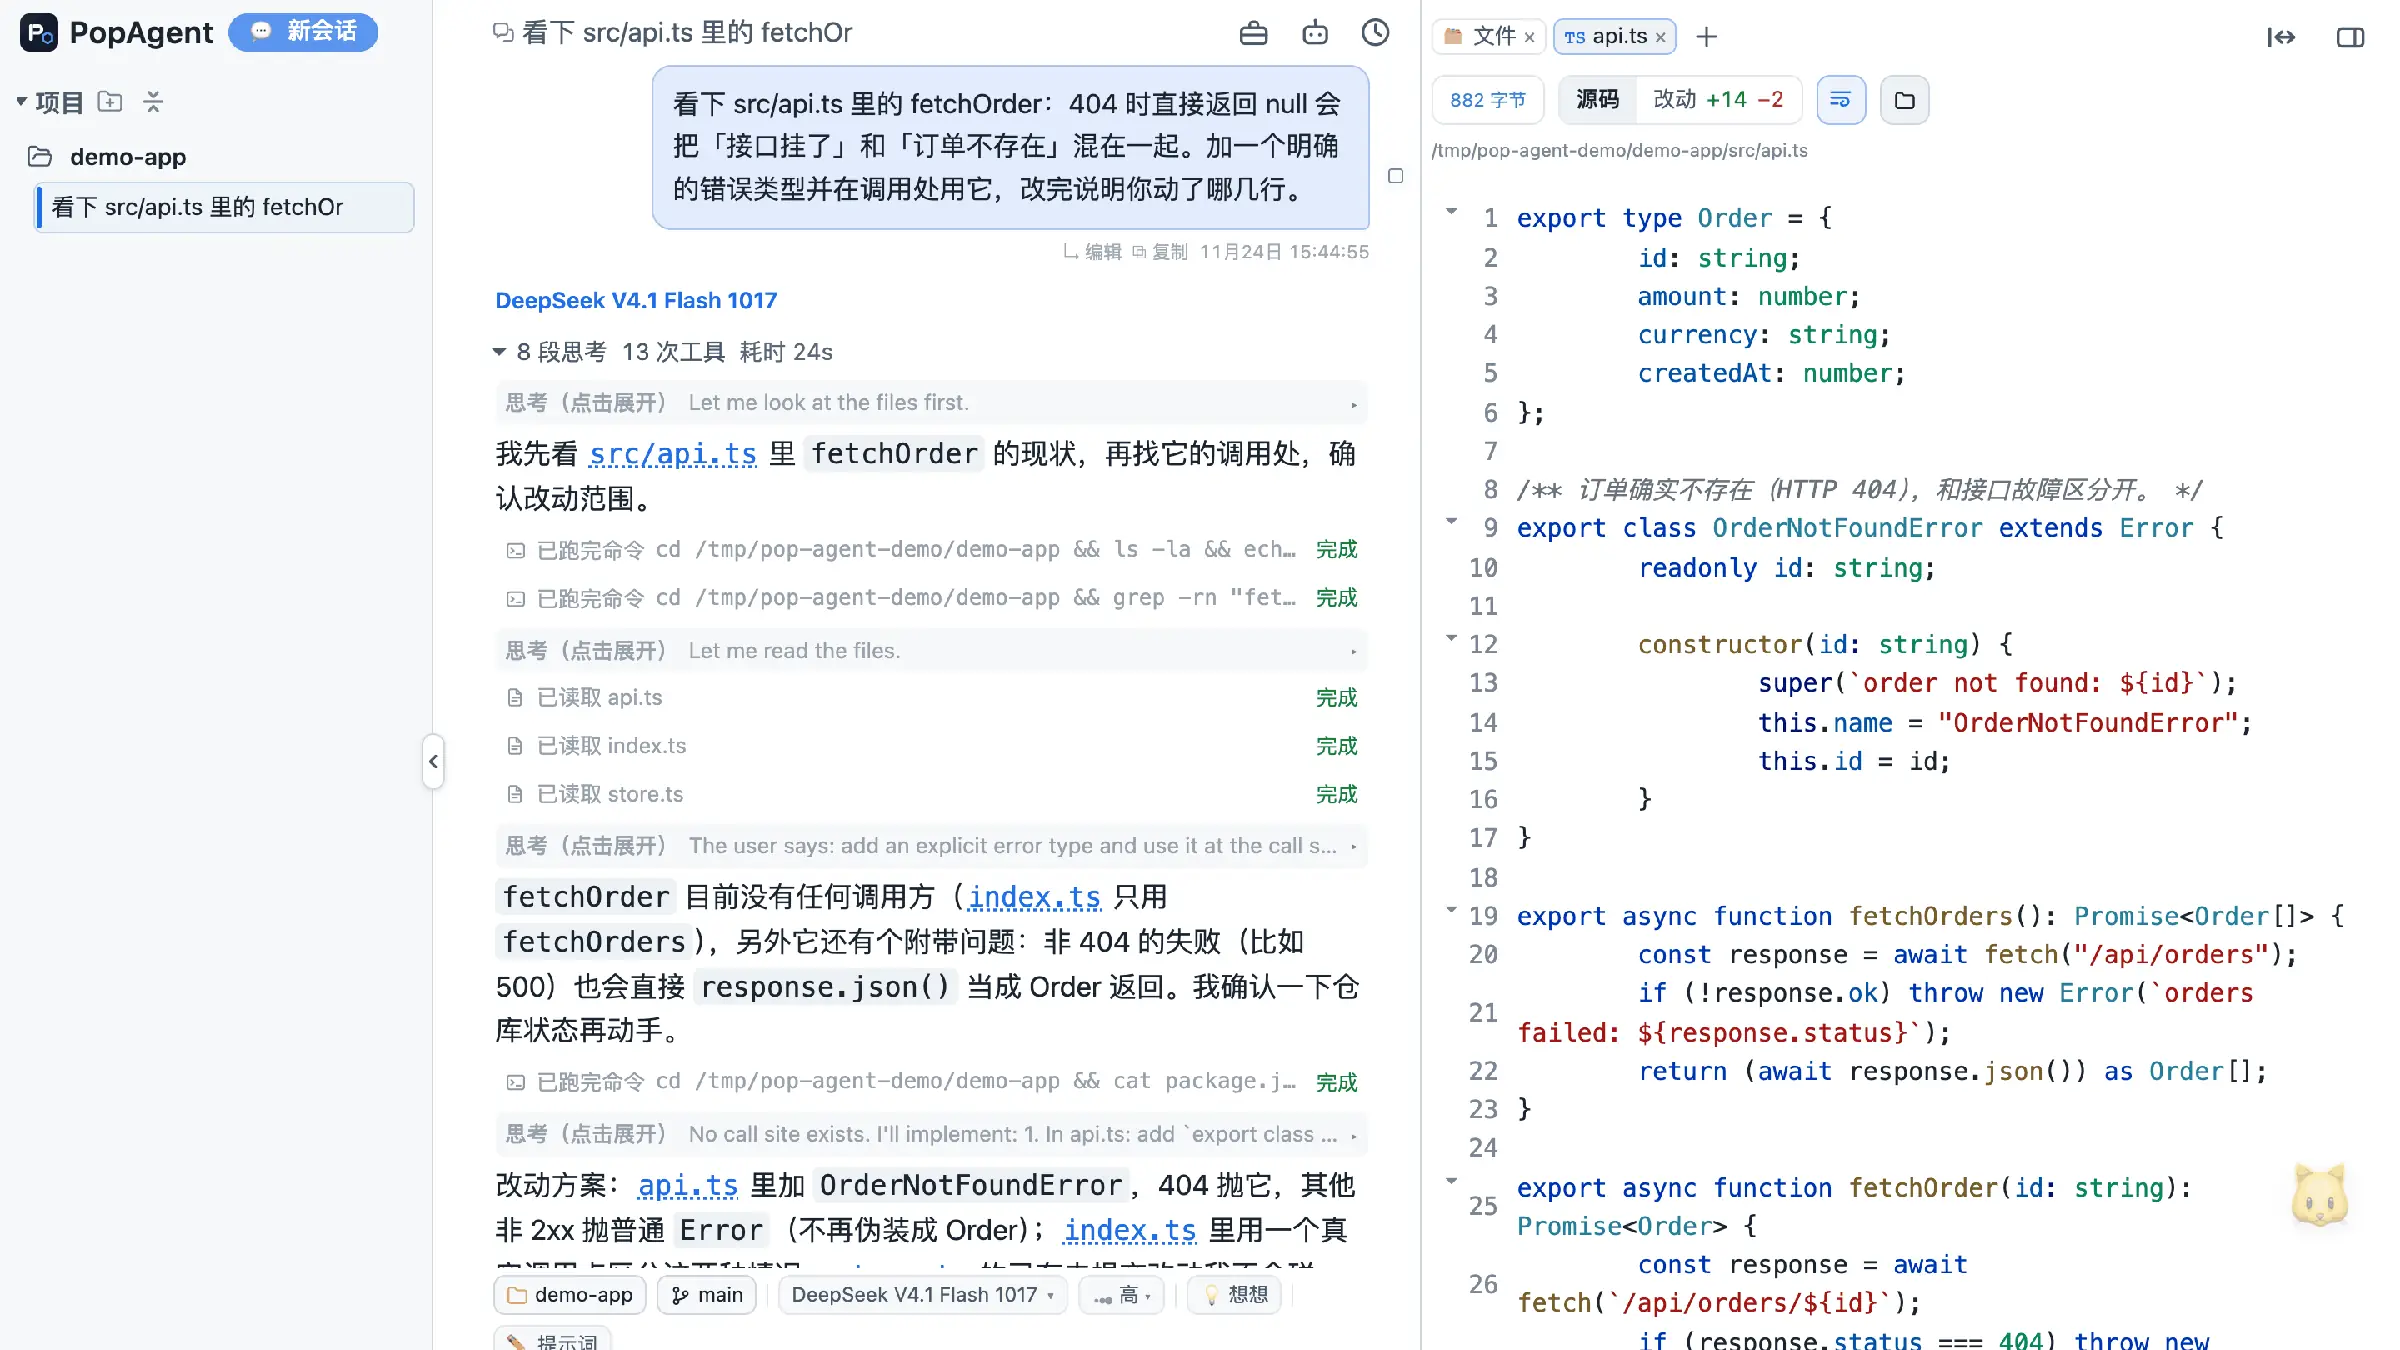 PopAgent
新会话
项目
demo-app
看下 src/api.ts 里的 fetchOr
看下 src/api.ts 里的 fetchOr
看下 src/api.ts 里的 fetchOrder：404 时直接返回 null 会
把「接口挂了」和「订单不存在」混在一起。加一个明确
的错误类型并在调用处用它，改完说明你动了哪几行。
编辑 复制 11月24日 15:44:55
DeepSeek V4.1 Flash 1017
8 段思考 13 次工具 耗时 24s
思考（点击展开） Let me look at the files first.
我先看 src/api.ts 里 fetchOrder 的现状，再找它的调用处，确
认改动范围。
已跑完命令 cd /tmp/pop-agent-demo/demo-app && ls -la && ech… 完成
已跑完命令 cd /tmp/pop-agent-demo/demo-app && grep -rn "fet… 完成
思考（点击展开） Let me read the files.
已读取 api.ts 完成
已读取 index.ts 完成
已读取 store.ts 完成
思考（点击展开） The user says: add an explicit error type and use it at the call s…
fetchOrder 目前没有任何调用方（index.ts 只用
fetchOrders），另外它还有个附带问题：非 404 的失败（比如
500）也会直接 response.json() 当成 Order 返回。我确认一下仓
库状态再动手。
已跑完命令 cd /tmp/pop-agent-demo/demo-app && cat package.j… 完成
思考（点击展开） No call site exists. I'll implement: 1. In api.ts: add `export class …
改动方案：api.ts 里加 OrderNotFoundError，404 抛它，其他
非 2xx 抛普通 Error（不再伪装成 Order）；index.ts 里用一个真
demo-app
main
DeepSeek V4.1 Flash 1017
高
想想
提示词
文件
TS api.ts
882 字节
源码
改动 +14 −2
/tmp/pop-agent-demo/demo-app/src/api.ts
1 export type Order = {
2 id: string;
3 amount: number;
4 currency: string;
5 createdAt: number;
6 };
7
8 /** 订单确实不存在（HTTP 404），和接口故障区分开。 */
9 export class OrderNotFoundError extends Error {
10 readonly id: string;
11
12 constructor(id: string) {
13 super(`order not found: ${id}`);
14 this.name = "OrderNotFoundError";
15 this.id = id;
16 }
17 }
18
19 export async function fetchOrders(): Promise<Order[]> {
20 const response = await fetch("/api/orders");
21 if (!response.ok) throw new Error(`orders
failed: ${response.status}`);
22 return (await response.json()) as Order[];
23 }
24
25 export async function fetchOrder(id: string):
Promise<Order> {
26 const response = await
fetch(`/api/orders/${id}`);
if (response.status === 404) throw new